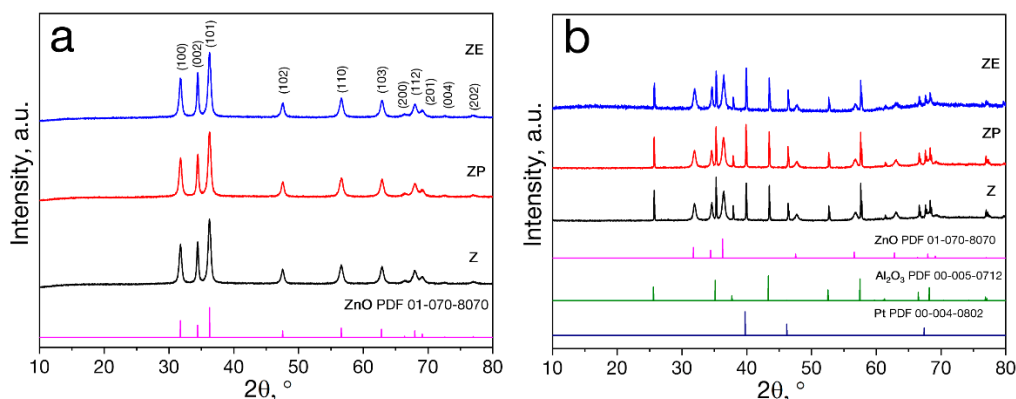 a
(100)
(002)
(101)
(102)
(110)
(103)
(200)
(112)
(201)
(004)
(202)
ZE
ZP
Z
ZnO PDF 01-070-8070
Intensity, a.u.
10 20 30 40 50 60 70 80
2θ, °
b
ZE
ZP
Z
ZnO PDF 01-070-8070
Al₂O₃ PDF 00-005-0712
Pt PDF 00-004-0802
Intensity, a.u.
10 20 30 40 50 60 70 80
2θ, °